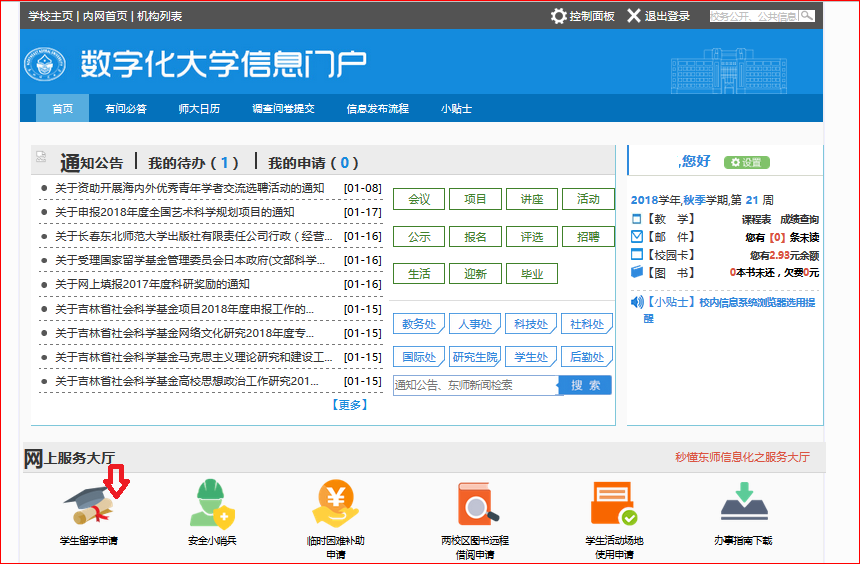 学校主页 | 内网首页 | 机构列表
控制面板 退出登录 校务公开、公共信息
数字化大学信息门户
首页 有问必答 师大日历 调查问卷提交 信息发布流程 小贴士
通知公告 | 我的待办 ( 1 ) | 我的申请 ( 0 )
关于资助开展海内外优秀青年学者交流选聘活动的通知 [01-08]
关于申报2018年度全国艺术科学规划项目的通知 [01-17]
关于长春东北师范大学出版社有限责任公司行政（经营... [01-16]
关于受理国家留学基金管理委员会日本政府(文部科学... [01-16]
关于网上填报2017年度科研奖励的通知 [01-16]
关于吉林省社会科学基金项目2018年度申报工作的... [01-15]
关于吉林省社会科学基金网络文化研究2018年度专... [01-15]
关于吉林省社会科学基金马克思主义理论研究和建设工... [01-15]
关于吉林省社会科学基金高校思想政治工作研究201... [01-15]
【更多】
会议 项目 讲座 活动
公示 报名 评选 招聘
生活 迎新 毕业
教务处 人事处 科技处 社科处
国际处 研究生院 学生处 后勤处
通知公告、东师新闻检索 搜 索
,您好 设置
2018学年,秋季学期,第 21 周
【教 学】 课程表 成绩查询
【邮 件】 您有 [0] 条未读
【校园卡】 您有2.93元余额
【图 书】 0本书未还，欠费0元
【小贴士】校内信息系统浏览器选用提
醒
网上服务大厅 秒懂东师信息化之服务大厅
学生留学申请
安全小哨兵
临时困难补助
申请
两校区图书远程
借阅申请
学生活动场地
使用申请
办事指南下载